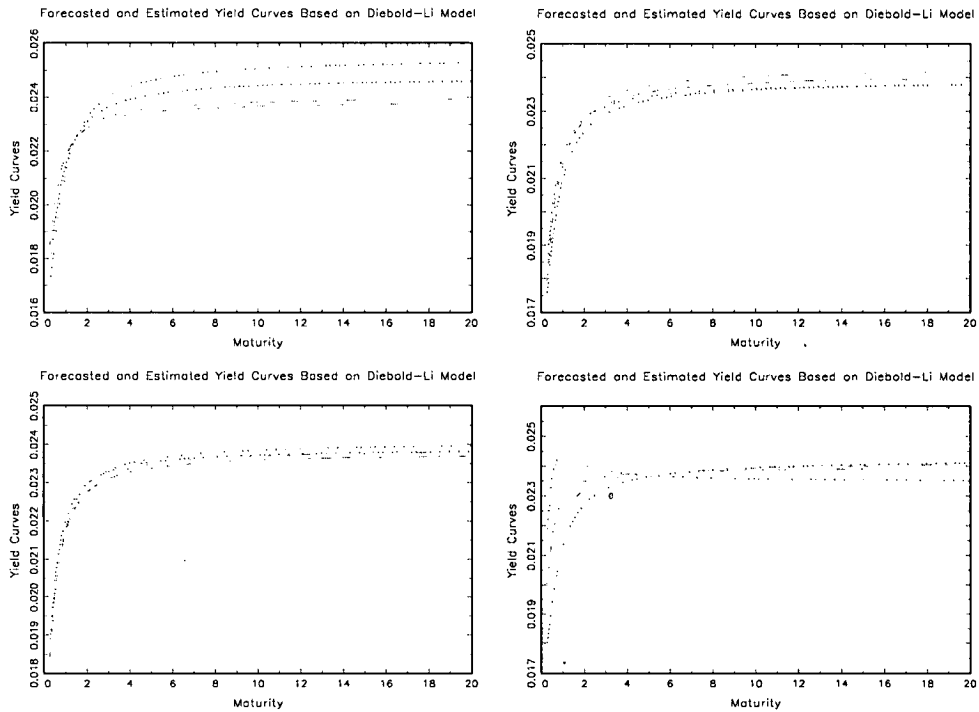 Forecasted and Estimated Yield Curves Based on Diebold-Li Model
Yield Curves
0.026
0.024
0.022
0.020
0.018
0.016
0 2 4 6 8 10 12 14 16 18 20
Maturity
Forecasted and Estimated Yield Curves Based on Diebold-Li Model
Yield Curves
0.025
0.023
0.021
0.019
0.017
0 2 4 6 8 10 12 14 16 18 20
Maturity
Forecasted and Estimated Yield Curves Based on Diebold-Li Model
Yield Curves
0.025
0.024
0.023
0.022
0.021
0.020
0.019
0.018
0 2 4 6 8 10 12 14 16 18 20
Maturity
Forecasted and Estimated Yield Curves Based on Diebold-Li Model
Yield Curves
0.025
0.023
0.021
0.019
0.017
0 2 4 6 8 10 12 14 16 18 20
Maturity